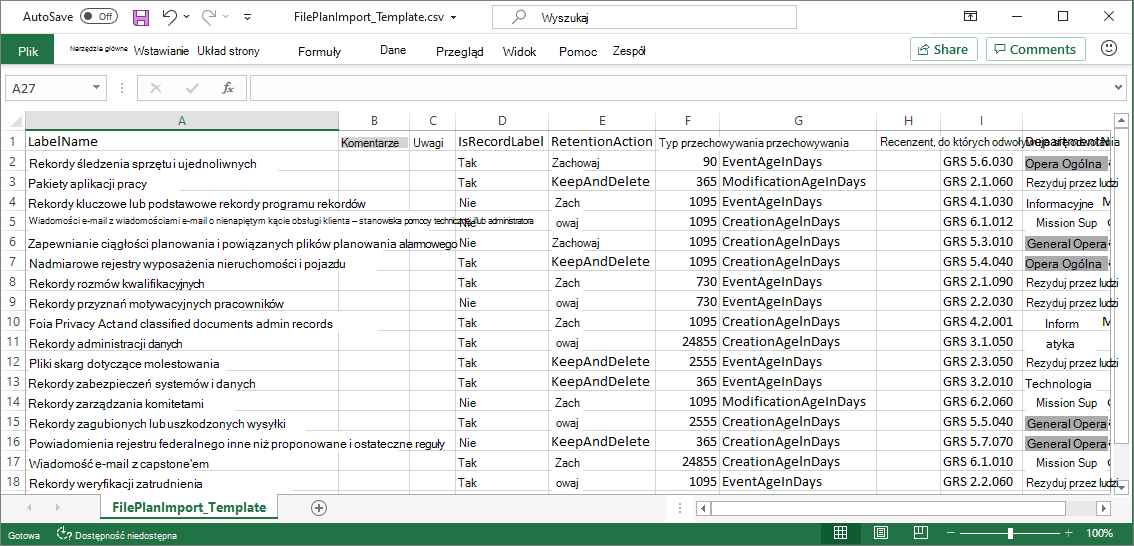 AutoSave Off FilePlanImport_Template.csv Wyszukaj
Plik Narzędzia główne Wstawianie Układ strony Formuły Dane Przegląd Widok Pomoc Zespół Share Comments
A27 fx
A B C D E F G H I
1 LabelName Komentarze Uwagi IsRecordLabel RetentionAction Typ przechowywania przechowywania Recenzent, do których
2 Rekordy śledzenia sprzętu i ujednoliwnych Tak Zachowaj 90 EventAgeInDays GRS 5.6.030 Opera Ogólna
3 Pakiety aplikacji pracy Tak KeepAndDelete 365 ModificationAgeInDays GRS 2.1.060 Rezyduj przez ludzi
4 Rekordy kluczowe lub podstawowe rekordy programu rekordów Nie Zach 1095 EventAgeInDays GRS 4.1.030 Informacyjne M
5 Wiadomości e-mail z wiadomościami e-mail o nienapiętym kącie obsługi klienta – stanowiska pomocy technicznej lub administratora Nie owaj 1095 CreationAgeInDays GRS 6.1.012 Mission Sup
6 Zapewnianie ciągłości planowania i powiązanych plików planowania alarmowego Nie Zachowaj 1095 CreationAgeInDays GRS 5.3.010 General Opera
7 Nadmiarowe rejestry wyposażenia nieruchomości i pojazdu Tak KeepAndDelete 1095 CreationAgeInDays GRS 5.4.040 Opera Ogólna
8 Rekordy rozmów kwalifikacyjnych Tak Zach 730 EventAgeInDays GRS 2.1.090 Rezyduj przez ludzi
9 Rekordy przyznań motywacyjnych pracowników Nie owaj 730 EventAgeInDays GRS 2.2.030 Rezyduj przez ludzi
10 Foia Privacy Act and classified documents admin records Tak Zach 1095 CreationAgeInDays GRS 4.2.001 Inform M
11 Rekordy administracji danych Tak owaj 24855 CreationAgeInDays GRS 3.1.050 atyka
12 Pliki skarg dotyczące molestowania Tak KeepAndDelete 2555 EventAgeInDays GRS 2.3.050 Rezyduj przez ludzi
13 Rekordy zabezpieczeń systemów i danych Tak KeepAndDelete 365 EventAgeInDays GRS 3.2.010 Technologia
14 Rekordy zarządzania komitetami Nie Zach 1095 ModificationAgeInDays GRS 6.2.060 Mission Sup
15 Rekordy zagubionych lub uszkodzonych wysyłki Tak owaj 2555 CreationAgeInDays GRS 5.5.040 General Opera
16 Powiadomienia rejestru federalnego inne niż proponowane i ostateczne reguły Nie KeepAndDelete 365 CreationAgeInDays GRS 5.7.070 General Opera
17 Wiadomość e-mail z capstone'em Tak Zach 24855 CreationAgeInDays GRS 6.1.010 Mission Sup
18 Rekordy weryfikacji zatrudnienia Tak owaj 1095 EventAgeInDays GRS 2.2.060 Rezyduj przez ludzi
FilePlanImport_Template
Gotowa Dostępność niedostępna 100%